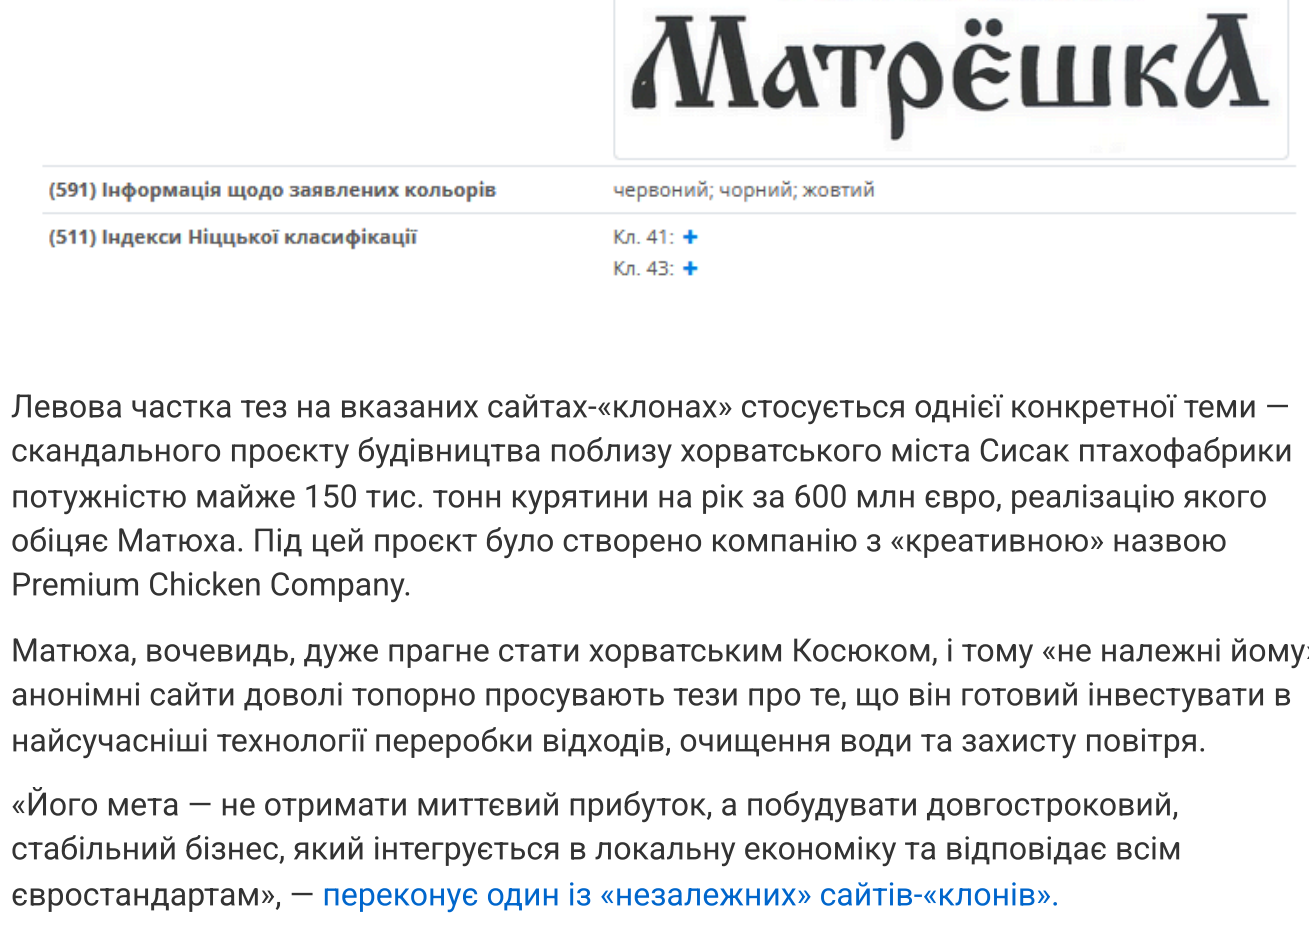 МатрёшкА
(591) Інформація щодо заявлених кольорів червоний; чорний; жовтий
(511) Індекси Ніццької класифікації Кл. 41: +
Кл. 43: +
Левова частка тез на вказаних сайтах-«клонах» стосується однієї конкретної теми —
скандального проєкту будівництва поблизу хорватського міста Сисак птахофабрики
потужністю майже 150 тис. тонн курятини на рік за 600 млн євро, реалізацію якого
обіцяє Матюха. Під цей проєкт було створено компанію з «креативною» назвою
Premium Chicken Company.
Матюха, вочевидь, дуже прагне стати хорватським Косюком, і тому «не належні йому»
анонімні сайти доволі топорно просувають тези про те, що він готовий інвестувати в
найсучасніші технології переробки відходів, очищення води та захисту повітря.
«Його мета — не отримати миттєвий прибуток, а побудувати довгостроковий,
стабільний бізнес, який інтегрується в локальну економіку та відповідає всім
євростандартам», — переконує один із «незалежних» сайтів-«клонів».